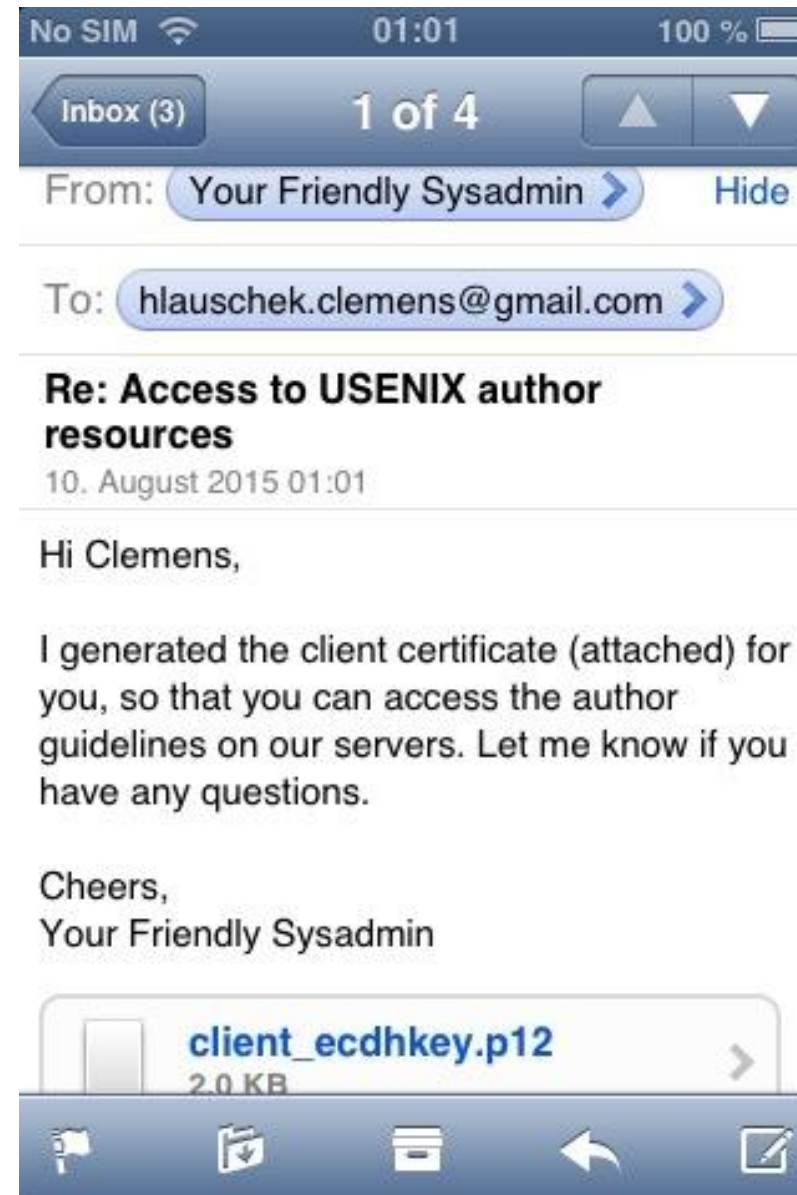 No SIM 01:01 100 %
Inbox (3) 1 of 4
From: Your Friendly Sysadmin Hide
To: hlauschek.clemens@gmail.com
Re: Access to USENIX author
resources
10. August 2015 01:01
Hi Clemens,
I generated the client certificate (attached) for
you, so that you can access the author
guidelines on our servers. Let me know if you
have any questions.
Cheers,
Your Friendly Sysadmin
client_ecdhkey.p12
2.0 KB